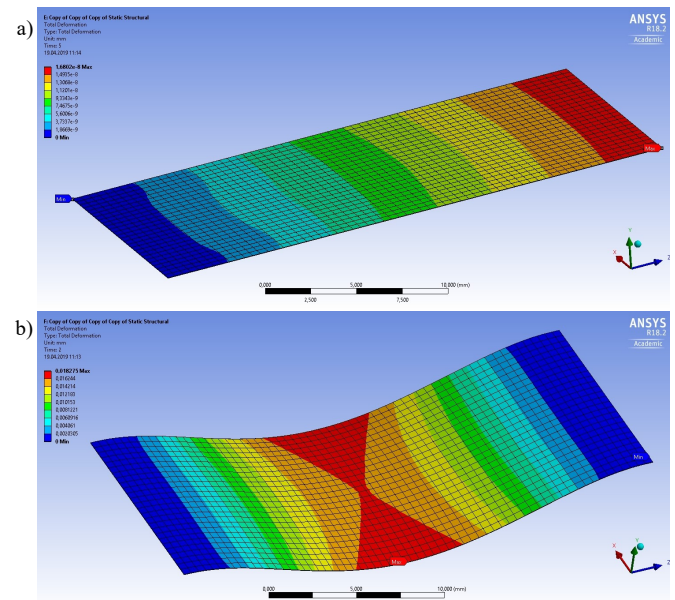 a)
E: Copy of Copy of Copy of Static Structural
Total Deformation
Type: Total Deformation
Unit: mm
Time: 5
19.04.2019 11:14
1,6802e-8 Max
1,4935e-8
1,3068e-8
1,1201e-8
9,3343e-9
7,4675e-9
5,6006e-9
3,7337e-9
1,8669e-9
0 Min
ANSYS
R18.2
Academic
Min
Max
Y
X
Z
0,000 5,000 10,000 (mm)
2,500 7,500
b)
F: Copy of Copy of Copy of Copy of Static Structural
Total Deformation
Type: Total Deformation
Unit: mm
Time: 2
19.04.2019 11:13
0,018275 Max
0,016244
0,014214
0,012183
0,010153
0,0081221
0,0060916
0,004061
0,0020305
0 Min
ANSYS
R18.2
Academic
Min
Max
X
Y
Z
0,000 5,000 10,000 (mm)